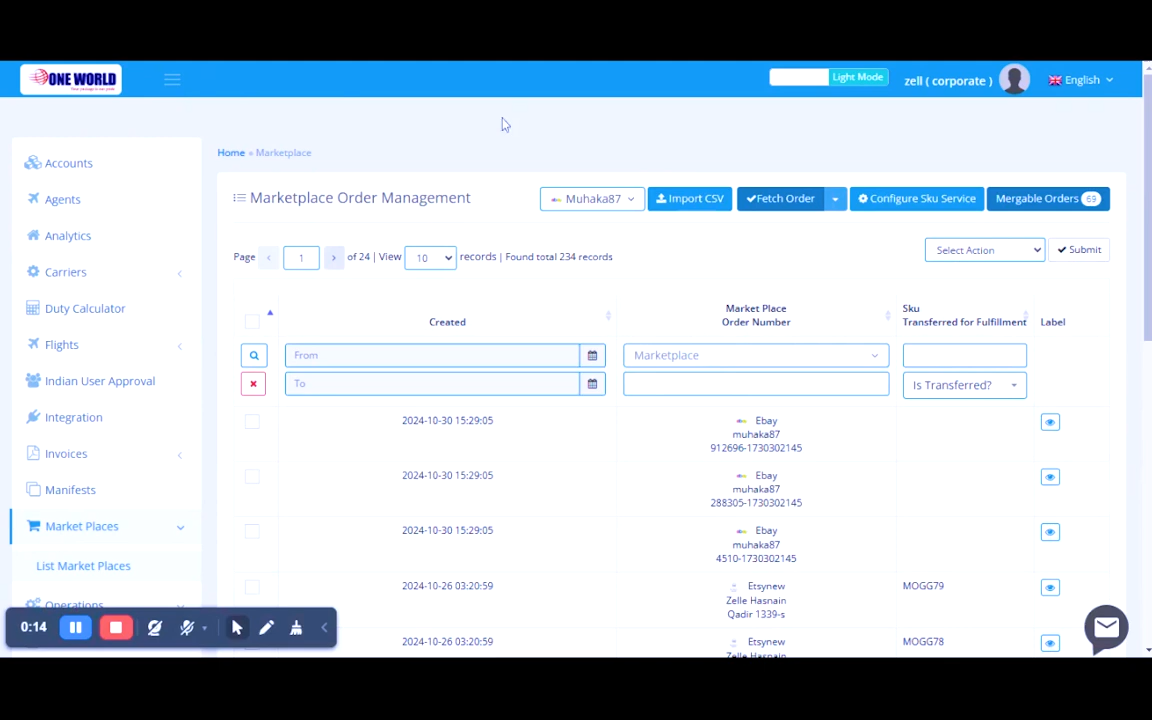 ONE WORLD
Light Mode
zell ( corporate )
English
Accounts
Agents
Analytics
Carriers
Duty Calculator
Flights
Indian User Approval
Integration
Invoices
Manifests
Market Places
List Market Places
Operations
Home » Marketplace
Marketplace Order Management
Muhaka87
Import CSV
Fetch Order
Configure Sku Service
Mergable Orders 69
Page 1 of 24 | View 10 records | Found total 234 records
Select Action
Submit
Created
Market Place
Order Number
Sku
Transferred for Fulfillment
Label
From
Marketplace
To
Is Transferred?
2024-10-30 15:29:05
Ebay
muhaka87
912696-1730302145
2024-10-30 15:29:05
Ebay
muhaka87
288305-1730302145
2024-10-30 15:29:05
Ebay
muhaka87
4510-1730302145
2024-10-26 03:20:59
Etsynew
Zelle Hasnain
Qadir 1339-s
MOGG79
2024-10-26 03:20:59
Etsynew
Zelle Hasnain
MOGG78
0:14